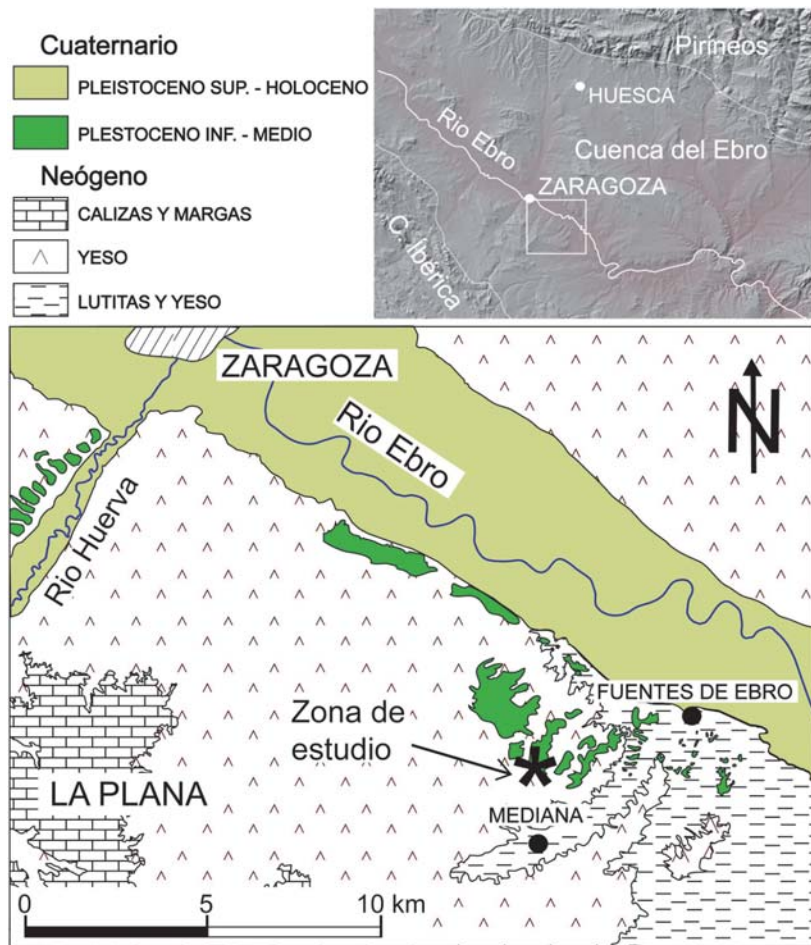 Cuaternario
PLEISTOCENO SUP. - HOLOCENO
PLESTOCENO INF. - MEDIO
Neógeno
CALIZAS Y MARGAS
YESO
LUTITAS Y YESO
Pirineos
HUESCA
Rio Ebro
Cuenca del Ebro
ZARAGOZA
C. Ibérica
ZARAGOZA
Rio Ebro
N
Rio Huerva
FUENTES DE EBRO
Zona de
estudio
LA PLANA
MEDIANA
0 5 10 km